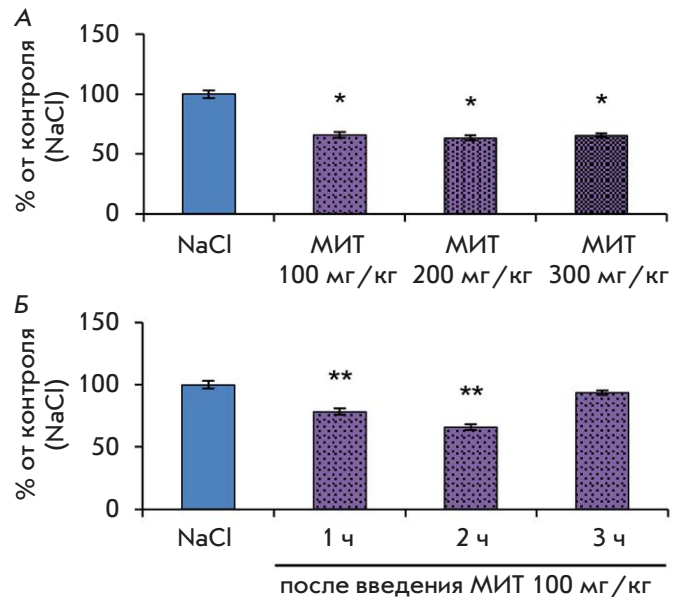 А
% от контроля
(NaCl)
150
100
50
0
*
*
*
NaCl
МИТ
100 мг/кг
МИТ
200 мг/кг
МИТ
300 мг/кг
Б
% от контроля
(NaCl)
150
100
50
0
**
**
NaCl
1 ч
2 ч
3 ч
после введения МИТ 100 мг/кг